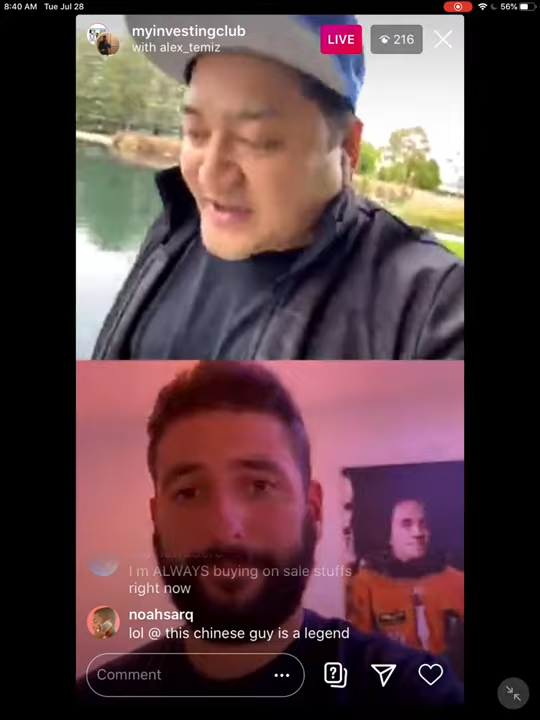 8:40 AM Tue Jul 28
56%
myinvestingclub
with alex_temiz
LIVE
216
I m ALWAYS buying on sale stuffs
right now
noahsarq
lol @ this chinese guy is a legend
Comment